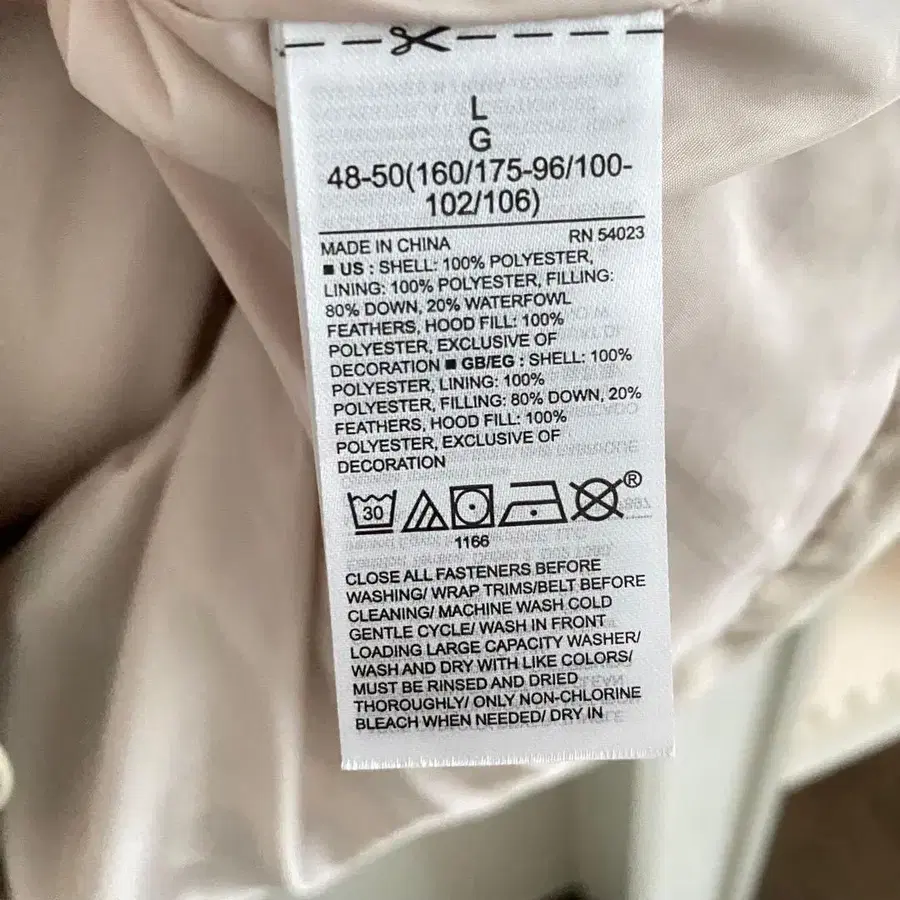 L
G
48-50(160/175-96/100-
102/106)
MADE IN CHINA RN 54023
■ US : SHELL: 100% POLYESTER,
LINING: 100% POLYESTER, FILLING:
80% DOWN, 20% WATERFOWL
FEATHERS, HOOD FILL: 100%
POLYESTER, EXCLUSIVE OF
DECORATION ■ GB/EG : SHELL: 100%
POLYESTER, LINING: 100%
POLYESTER, FILLING: 80% DOWN, 20%
FEATHERS, HOOD FILL: 100%
POLYESTER, EXCLUSIVE OF
DECORATION
30 ®
1166
CLOSE ALL FASTENERS BEFORE
WASHING/ WRAP TRIMS/BELT BEFORE
CLEANING/ MACHINE WASH COLD
GENTLE CYCLE/ WASH IN FRONT
LOADING LARGE CAPACITY WASHER/
WASH AND DRY WITH LIKE COLORS/
MUST BE RINSED AND DRIED
THOROUGHLY/ ONLY NON-CHLORINE
BLEACH WHEN NEEDED/ DRY IN